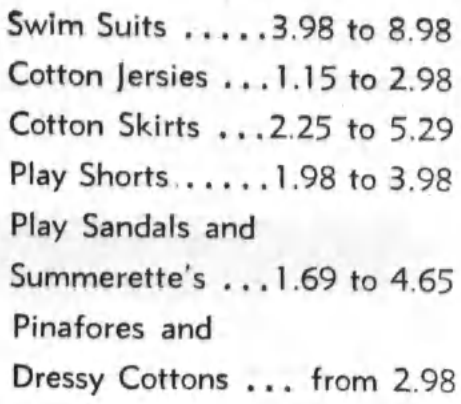 Swim Suits .....3.98 to 8.98
Cotton Jersies ...1.15 to 2.98
Cotton Skirts ...2.25 to 5.29
Play Shorts......1.98 to 3.98
Play Sandals and
Summerette's ...1.69 to 4.65
Pinafores and
Dressy Cottons ... from 2.98